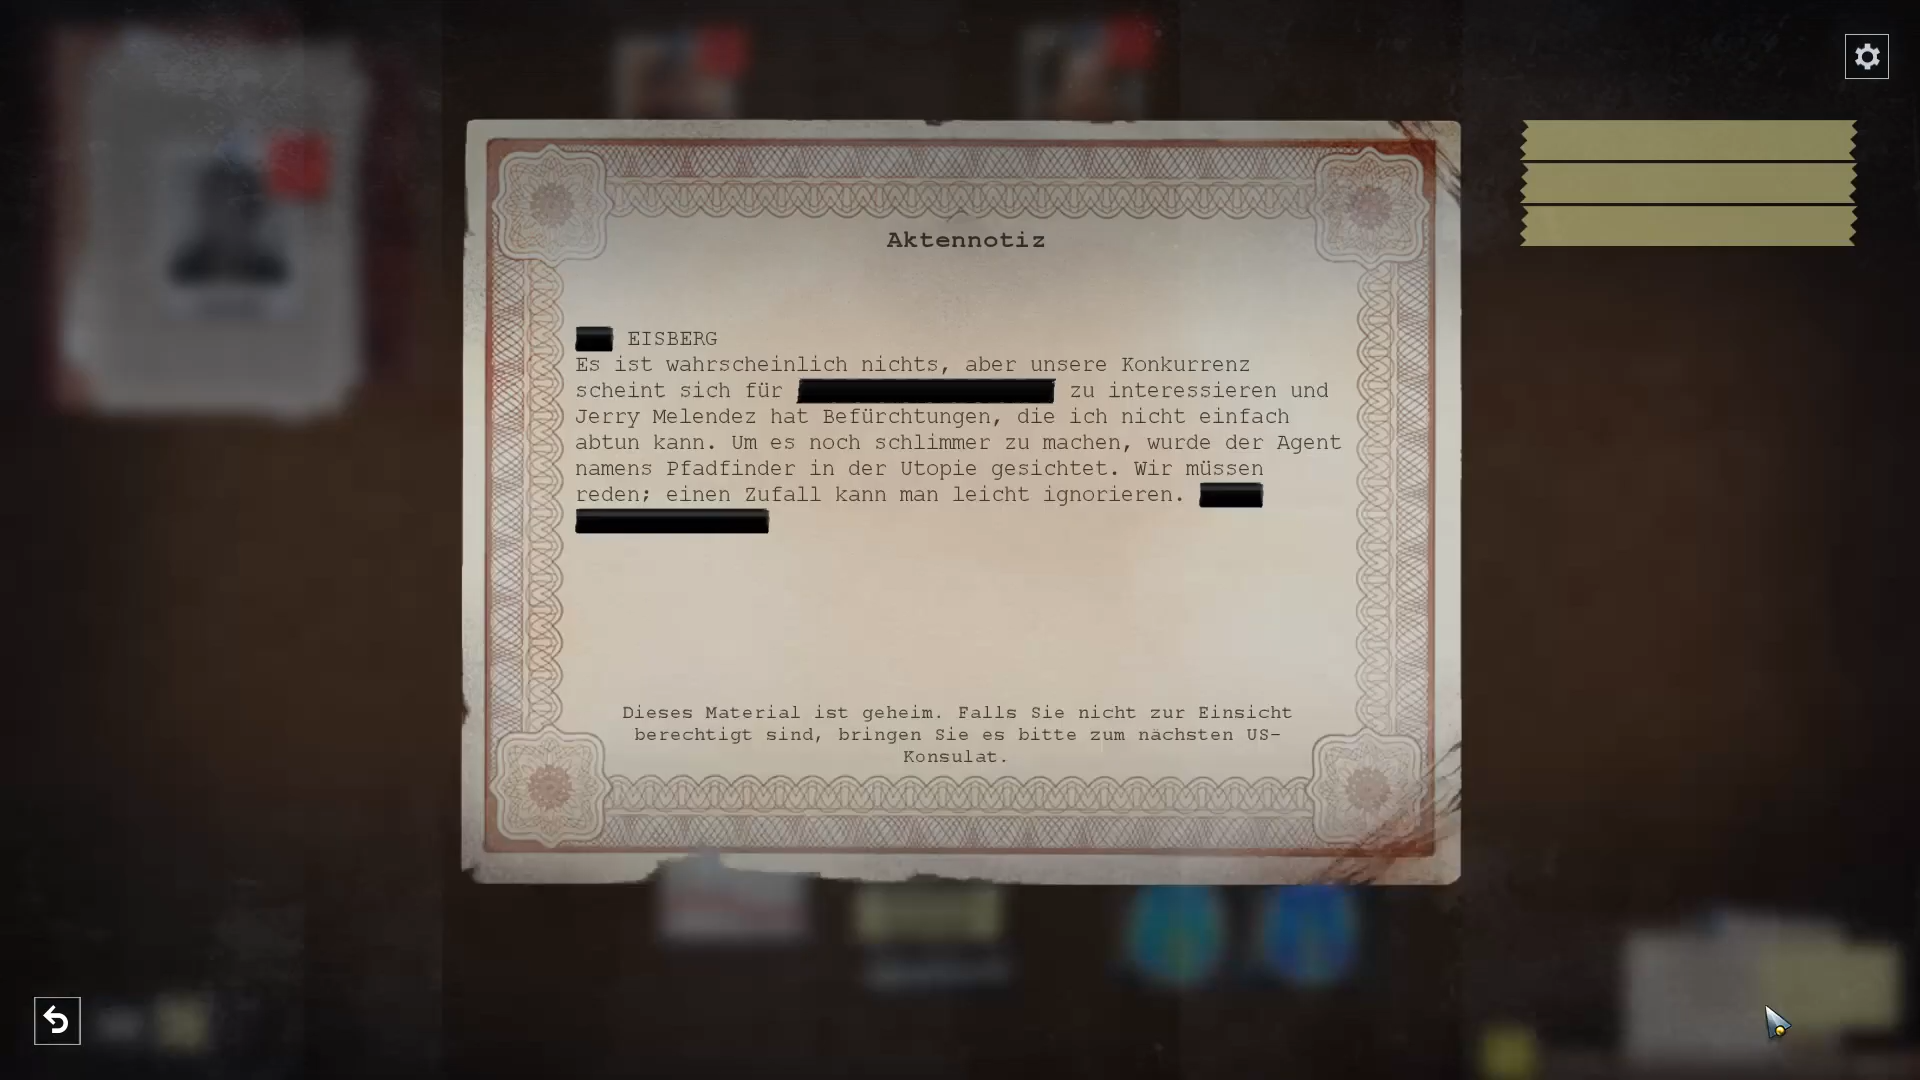 Aktennotiz
EISBERG
Es ist wahrscheinlich nichts, aber unsere Konkurrenz
scheint sich für zu interessieren und
Jerry Melendez hat Befürchtungen, die ich nicht einfach
abtun kann. Um es noch schlimmer zu machen, wurde der Agent
namens Pfadfinder in der Utopie gesichtet. Wir müssen
reden; einen Zufall kann man leicht ignorieren.
Dieses Material ist geheim. Falls Sie nicht zur Einsicht
berechtigt sind, bringen Sie es bitte zum nächsten US-
Konsulat.